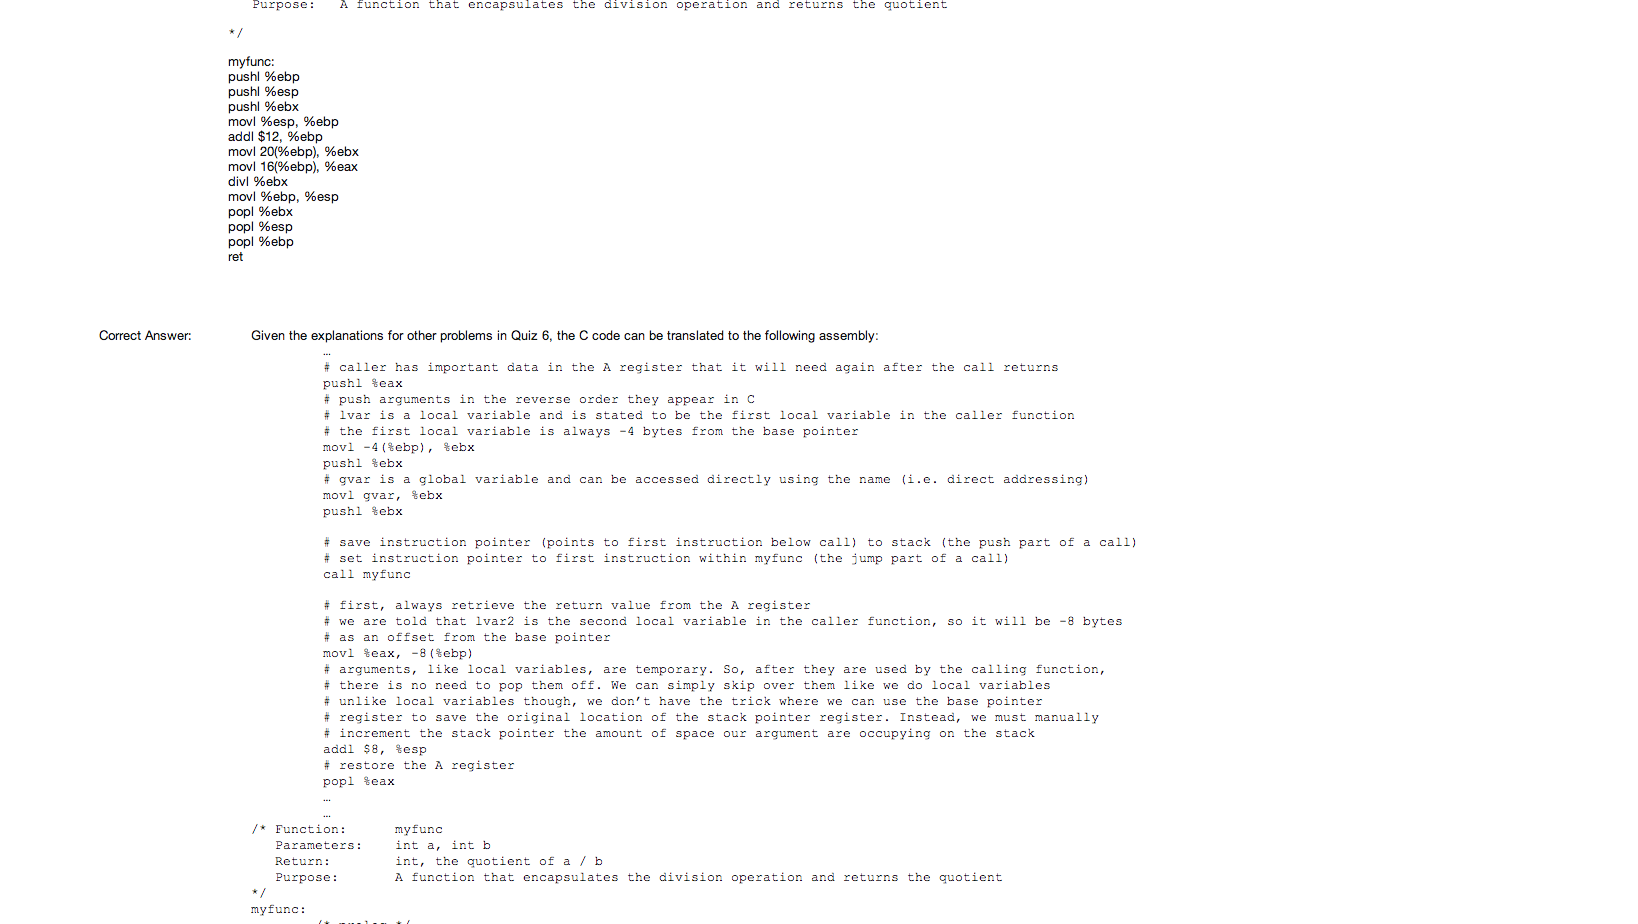 Purpose: A function that encapsulates the division operation and returns the quotient
*/
myfunc:
pushl %ebp
pushl %esp
pushl %ebx
movl %esp, %ebp
addl $12, %ebp
movl 20(%ebp), %ebx
movl 16(%ebp), %eax
divl %ebx
movl %ebp, %esp
popl %ebx
popl %esp
popl %ebp
ret
Correct Answer: Given the explanations for other problems in Quiz 6, the C code can be translated to the following assembly:
…
# caller has important data in the A register that it will need again after the call returns
pushl %eax
# push arguments in the reverse order they appear in C
# lvar is a local variable and is stated to be the first local variable in the caller function
# the first local variable is always -4 bytes from the base pointer
movl -4(%ebp), %ebx
pushl %ebx
# gvar is a global variable and can be accessed directly using the name (i.e. direct addressing)
movl gvar, %ebx
pushl %ebx
# save instruction pointer (points to first instruction below call) to stack (the push part of a call)
# set instruction pointer to first instruction within myfunc (the jump part of a call)
call myfunc
# first, always retrieve the return value from the A register
# we are told that lvar2 is the second local variable in the caller function, so it will be -8 bytes
# as an offset from the base pointer
movl %eax, -8(%ebp)
# arguments, like local variables, are temporary. So, after they are used by the calling function,
# there is no need to pop them off. We can simply skip over them like we do local variables
# unlike local variables though, we don’t have the trick where we can use the base pointer
# register to save the original location of the stack pointer register. Instead, we must manually
# increment the stack pointer the amount of space our argument are occupying on the stack
addl $8, %esp
# restore the A register
popl %eax
…
…
/* Function: myfunc
Parameters: int a, int b
Return: int, the quotient of a / b
Purpose: A function that encapsulates the division operation and returns the quotient
*/
myfunc: